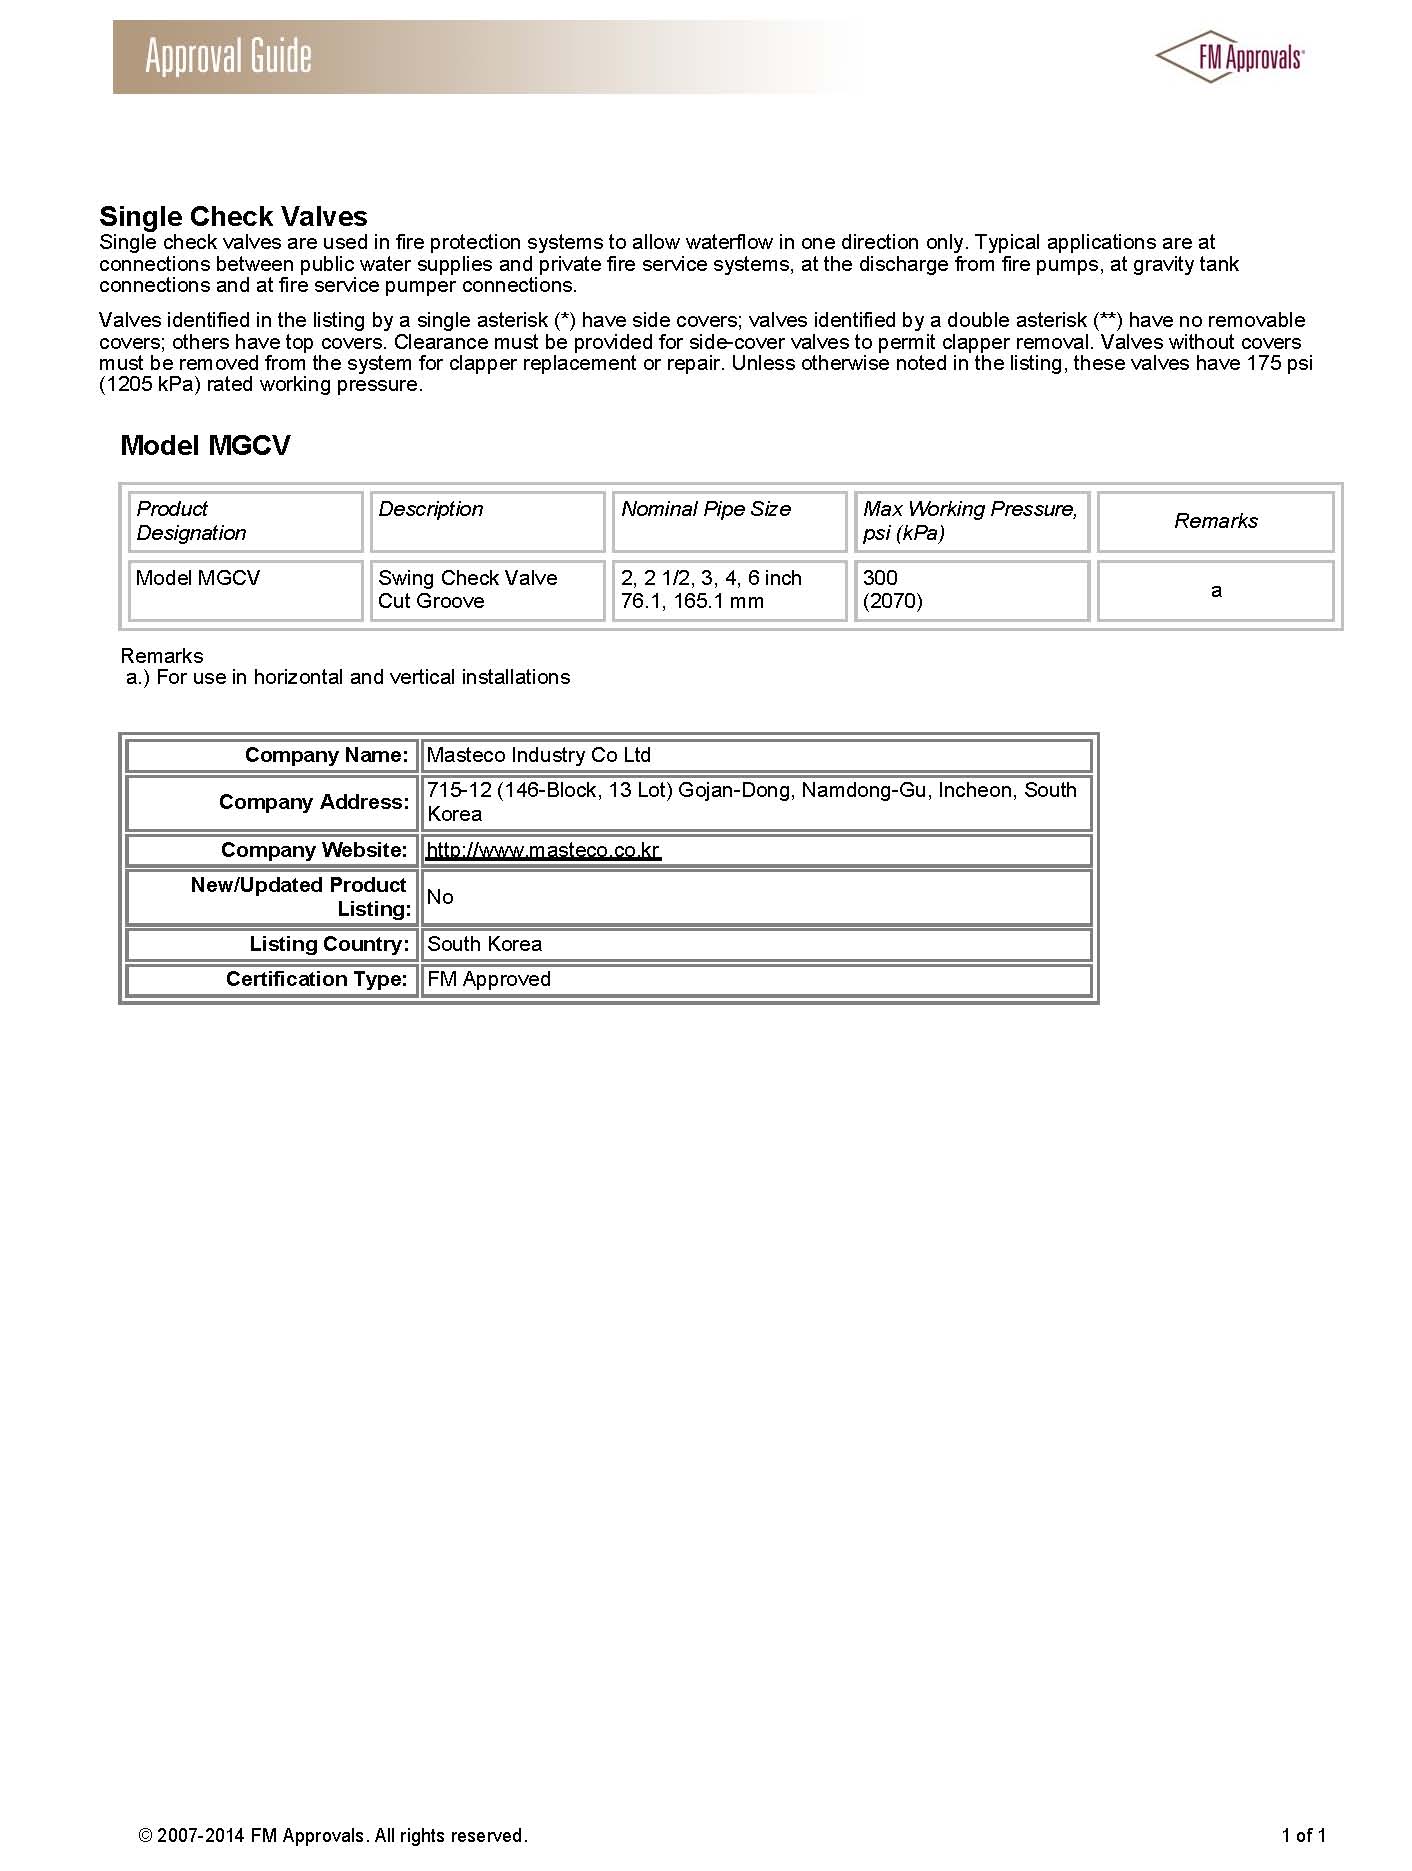 Approval Guide
FM Approvals®
Single Check Valves
Single check valves are used in fire protection systems to allow waterflow in one direction only. Typical applications are at
connections between public water supplies and private fire service systems, at the discharge from fire pumps, at gravity tank
connections and at fire service pumper connections.
Valves identified in the listing by a single asterisk (*) have side covers; valves identified by a double asterisk (**) have no removable
covers; others have top covers. Clearance must be provided for side-cover valves to permit clapper removal. Valves without covers
must be removed from the system for clapper replacement or repair. Unless otherwise noted in the listing, these valves have 175 psi
(1205 kPa) rated working pressure.
Model MGCV
Product
Designation
Description
Nominal Pipe Size
Max Working Pressure,
psi (kPa)
Remarks
Model MGCV
Swing Check Valve
Cut Groove
2, 2 1/2, 3, 4, 6 inch
76.1, 165.1 mm
300
(2070)
a
Remarks
a.) For use in horizontal and vertical installations
Company Name:
Masteco Industry Co Ltd
Company Address:
715-12 (146-Block, 13 Lot) Gojan-Dong, Namdong-Gu, Incheon, South
Korea
Company Website:
http://www.masteco.co.kr
New/Updated Product
Listing:
No
Listing Country:
South Korea
Certification Type:
FM Approved
© 2007-2014 FM Approvals. All rights reserved.
1 of 1